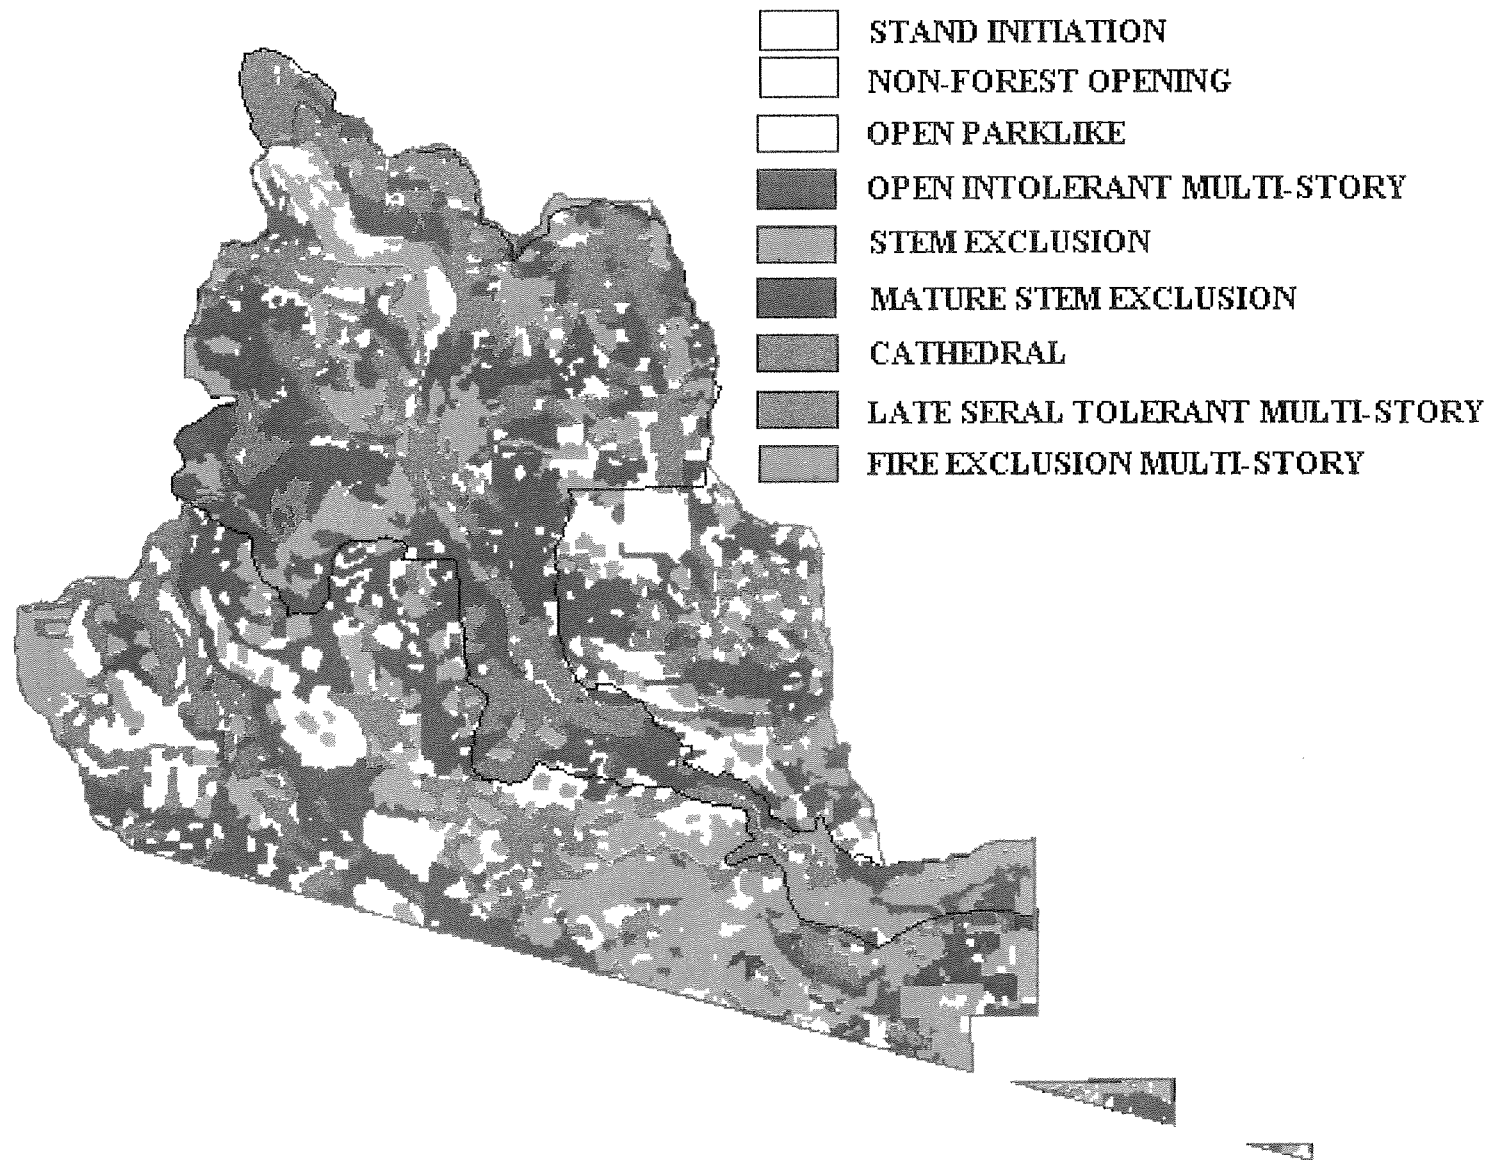 STAND INITIATION
NON-FOREST OPENING
OPEN PARKLIKE
OPEN INTOLERANT MULTI-STORY
STEM EXCLUSION
MATURE STEM EXCLUSION
CATHEDRAL
LATE SERAL TOLERANT MULTI-STORY
FIRE EXCLUSION MULTI-STORY